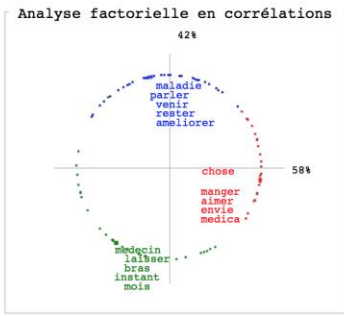 Analyse factorielle en corrélations
42%
maladie
parler
venir
rester
ameliorer
58%
chose
manger
aimer
envie
medica
medecin
laisser
bras
instant
mois